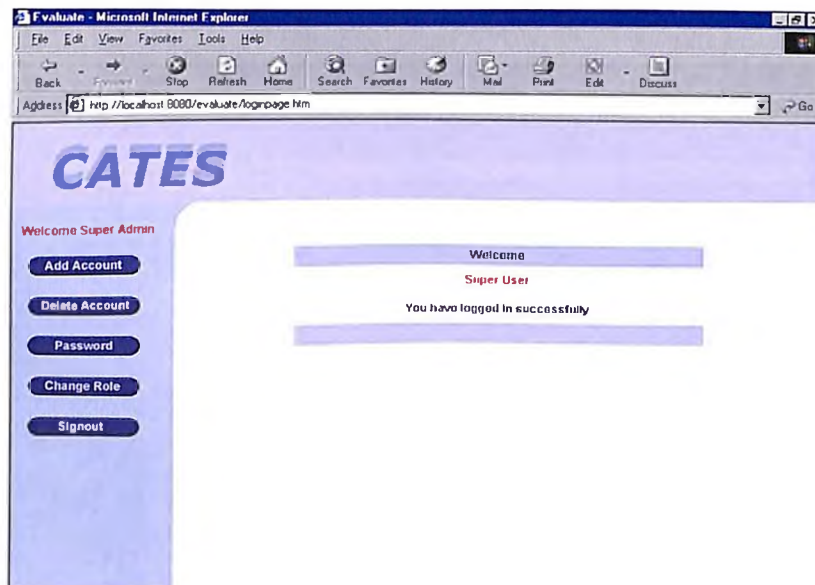 Evaluate - Microsoft Internet Explorer
File Edit View Favorites Tools Help
Back Forward Stop Refresh Home Search Favorites History Mail Print Edit Discuss
Address http://localhost:8080/evaluate/loginpage.htm Go
CATES
Welcome Super Admin
Add Account
Delete Account
Password
Change Role
Signout
Welcome
Super User
You have logged in successfully